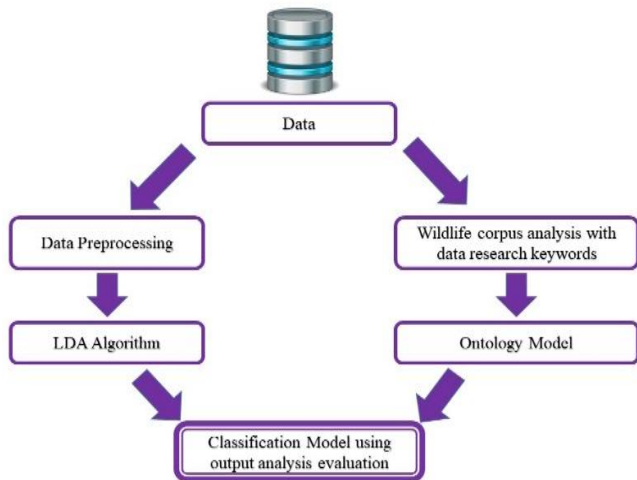 Data
Data Preprocessing
Wildlife corpus analysis with
data research keywords
LDA Algorithm
Ontology Model
Classification Model using
output analysis evaluation